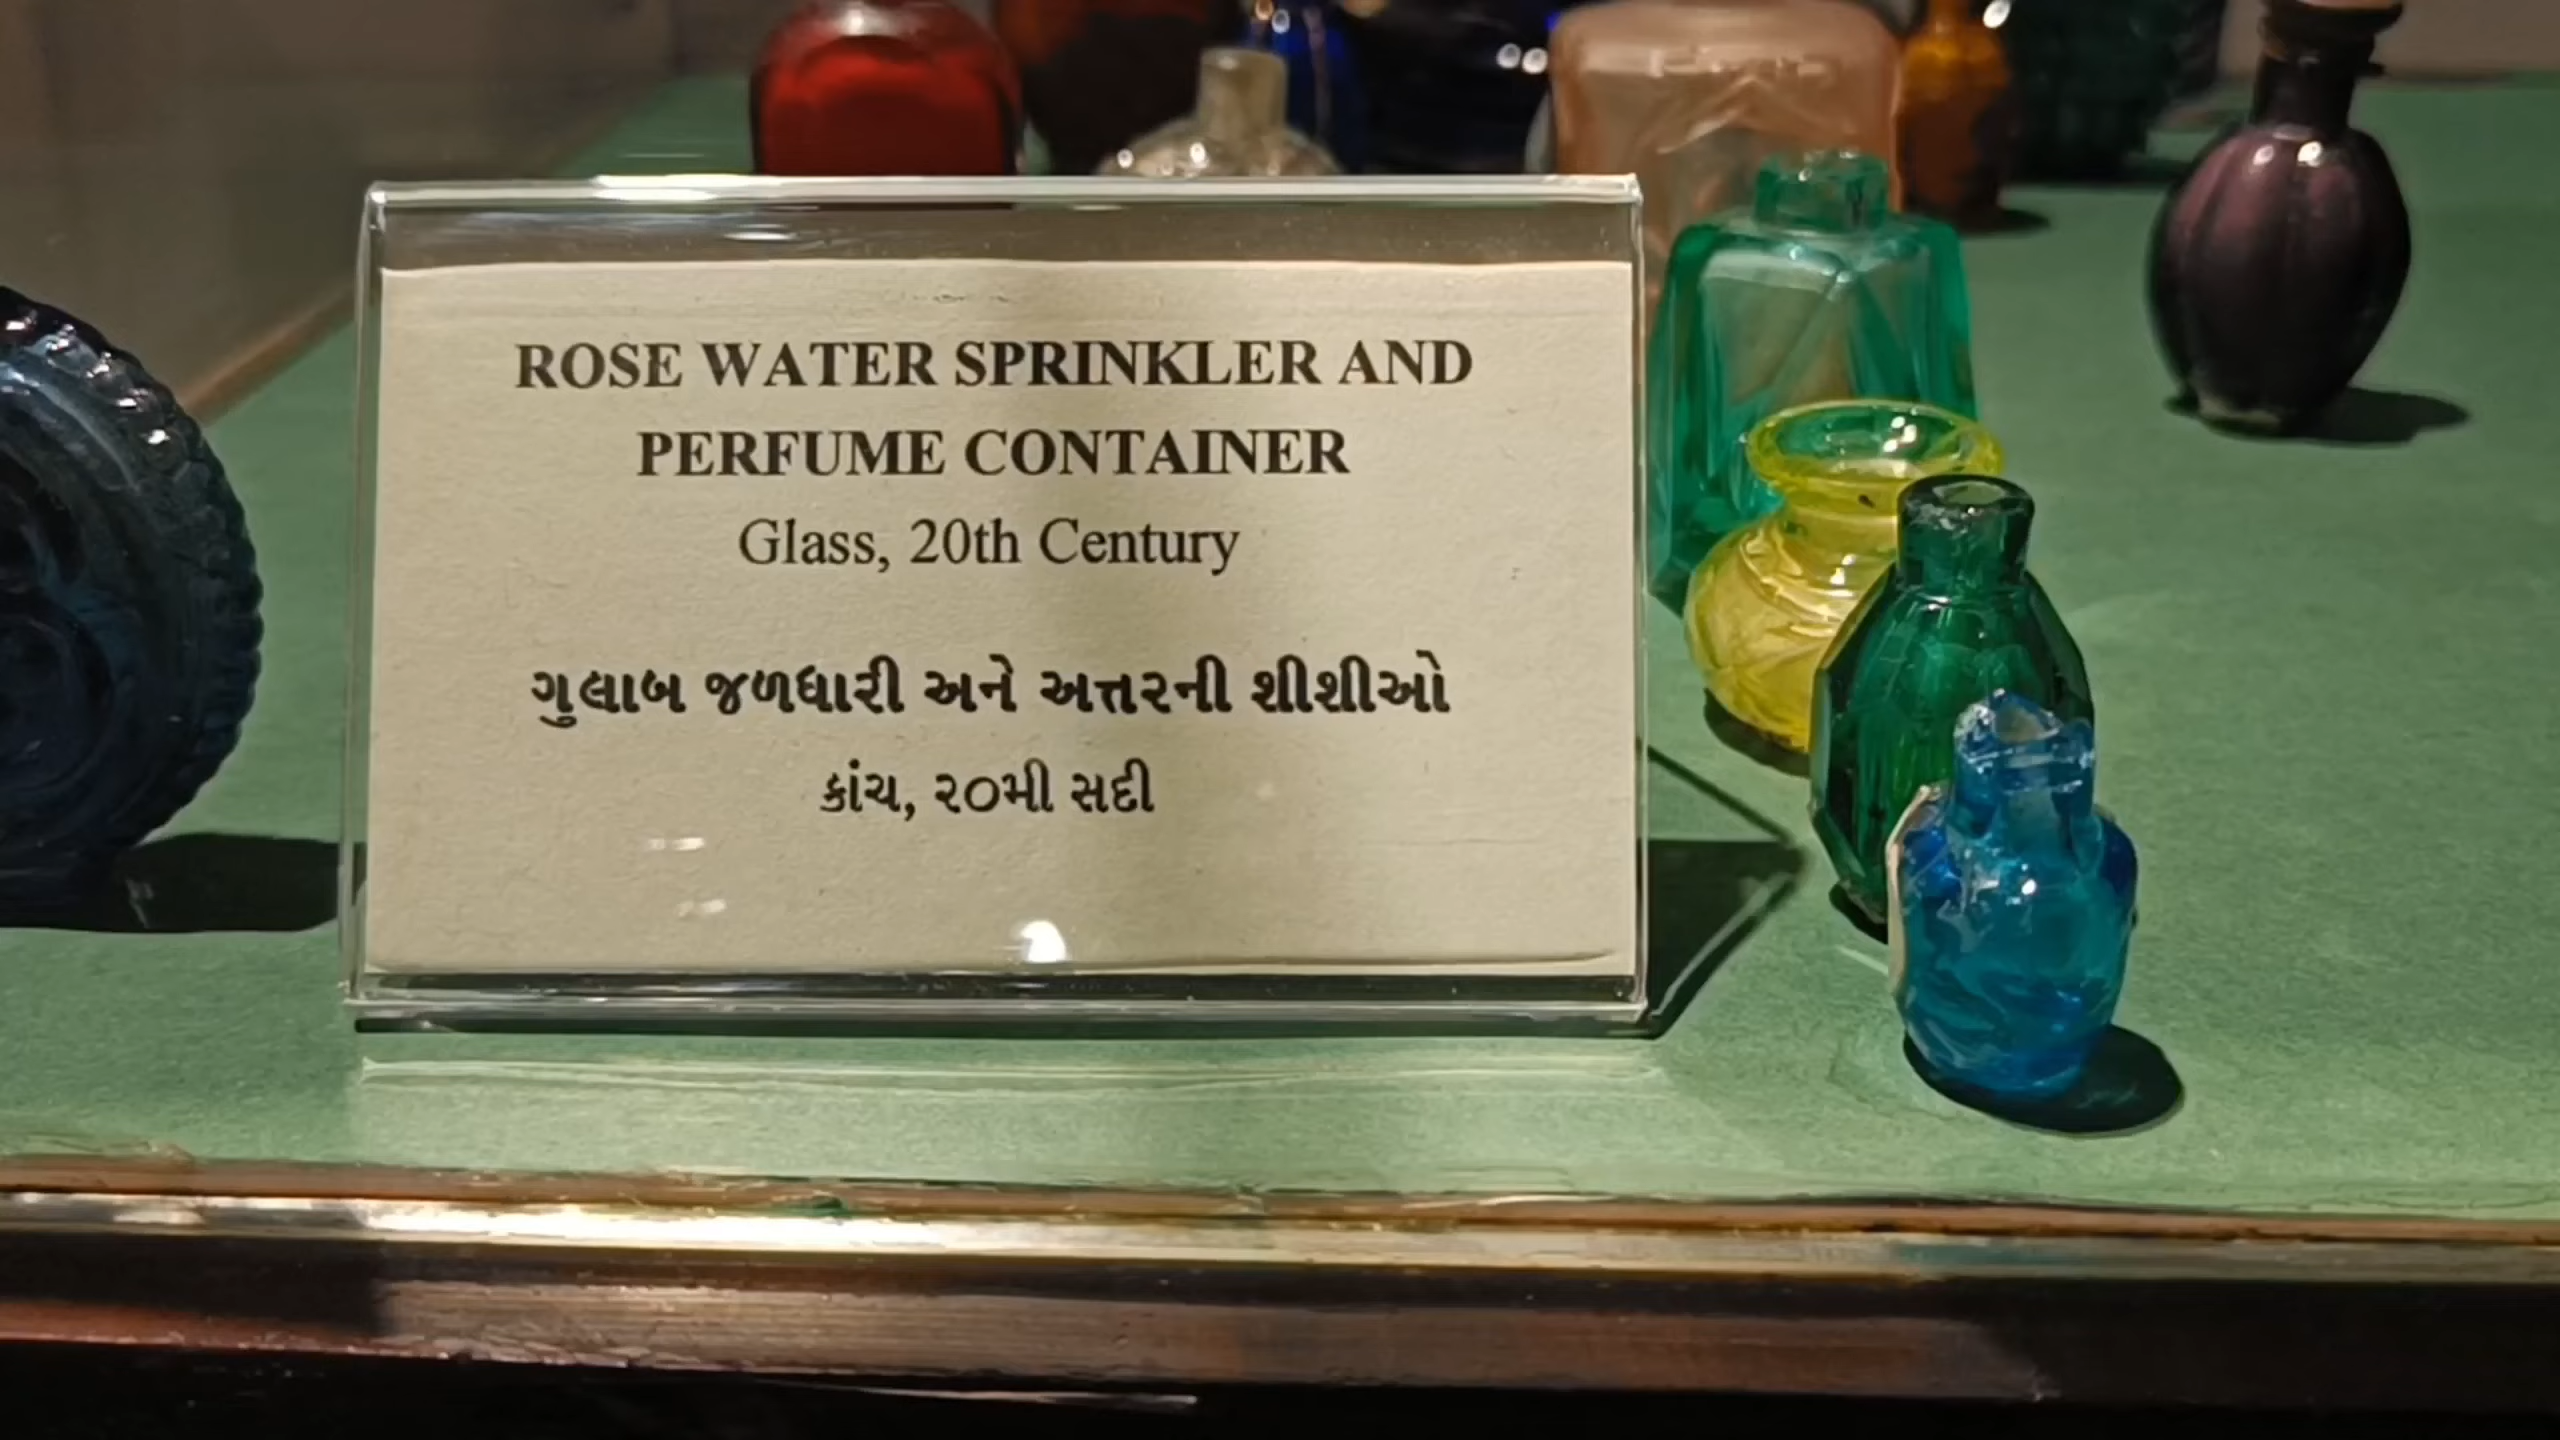 ROSE WATER SPRINKLER AND
PERFUME CONTAINER
Glass, 20th Century
ગુલાબ જળધારી અને અત્તરની શીશીઓ
કાંચ, ૨૦મી સદી